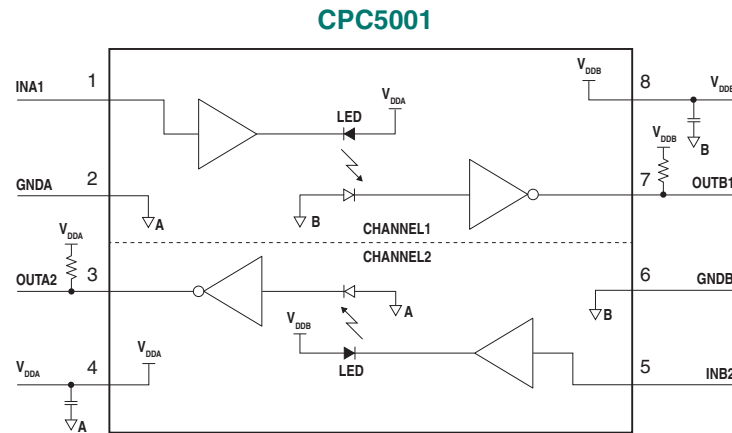 CPC5001
INA1 1
LED
VDDA
VDDB
8 VDDB
B
GNDA 2
A
B
VDDB
7 OUTB1
CHANNEL1
CHANNEL2
VDDA
OUTA2 3
A
6 GNDB
B
VDDB
LED
VDDA 4
VDDA
A
5 INB2